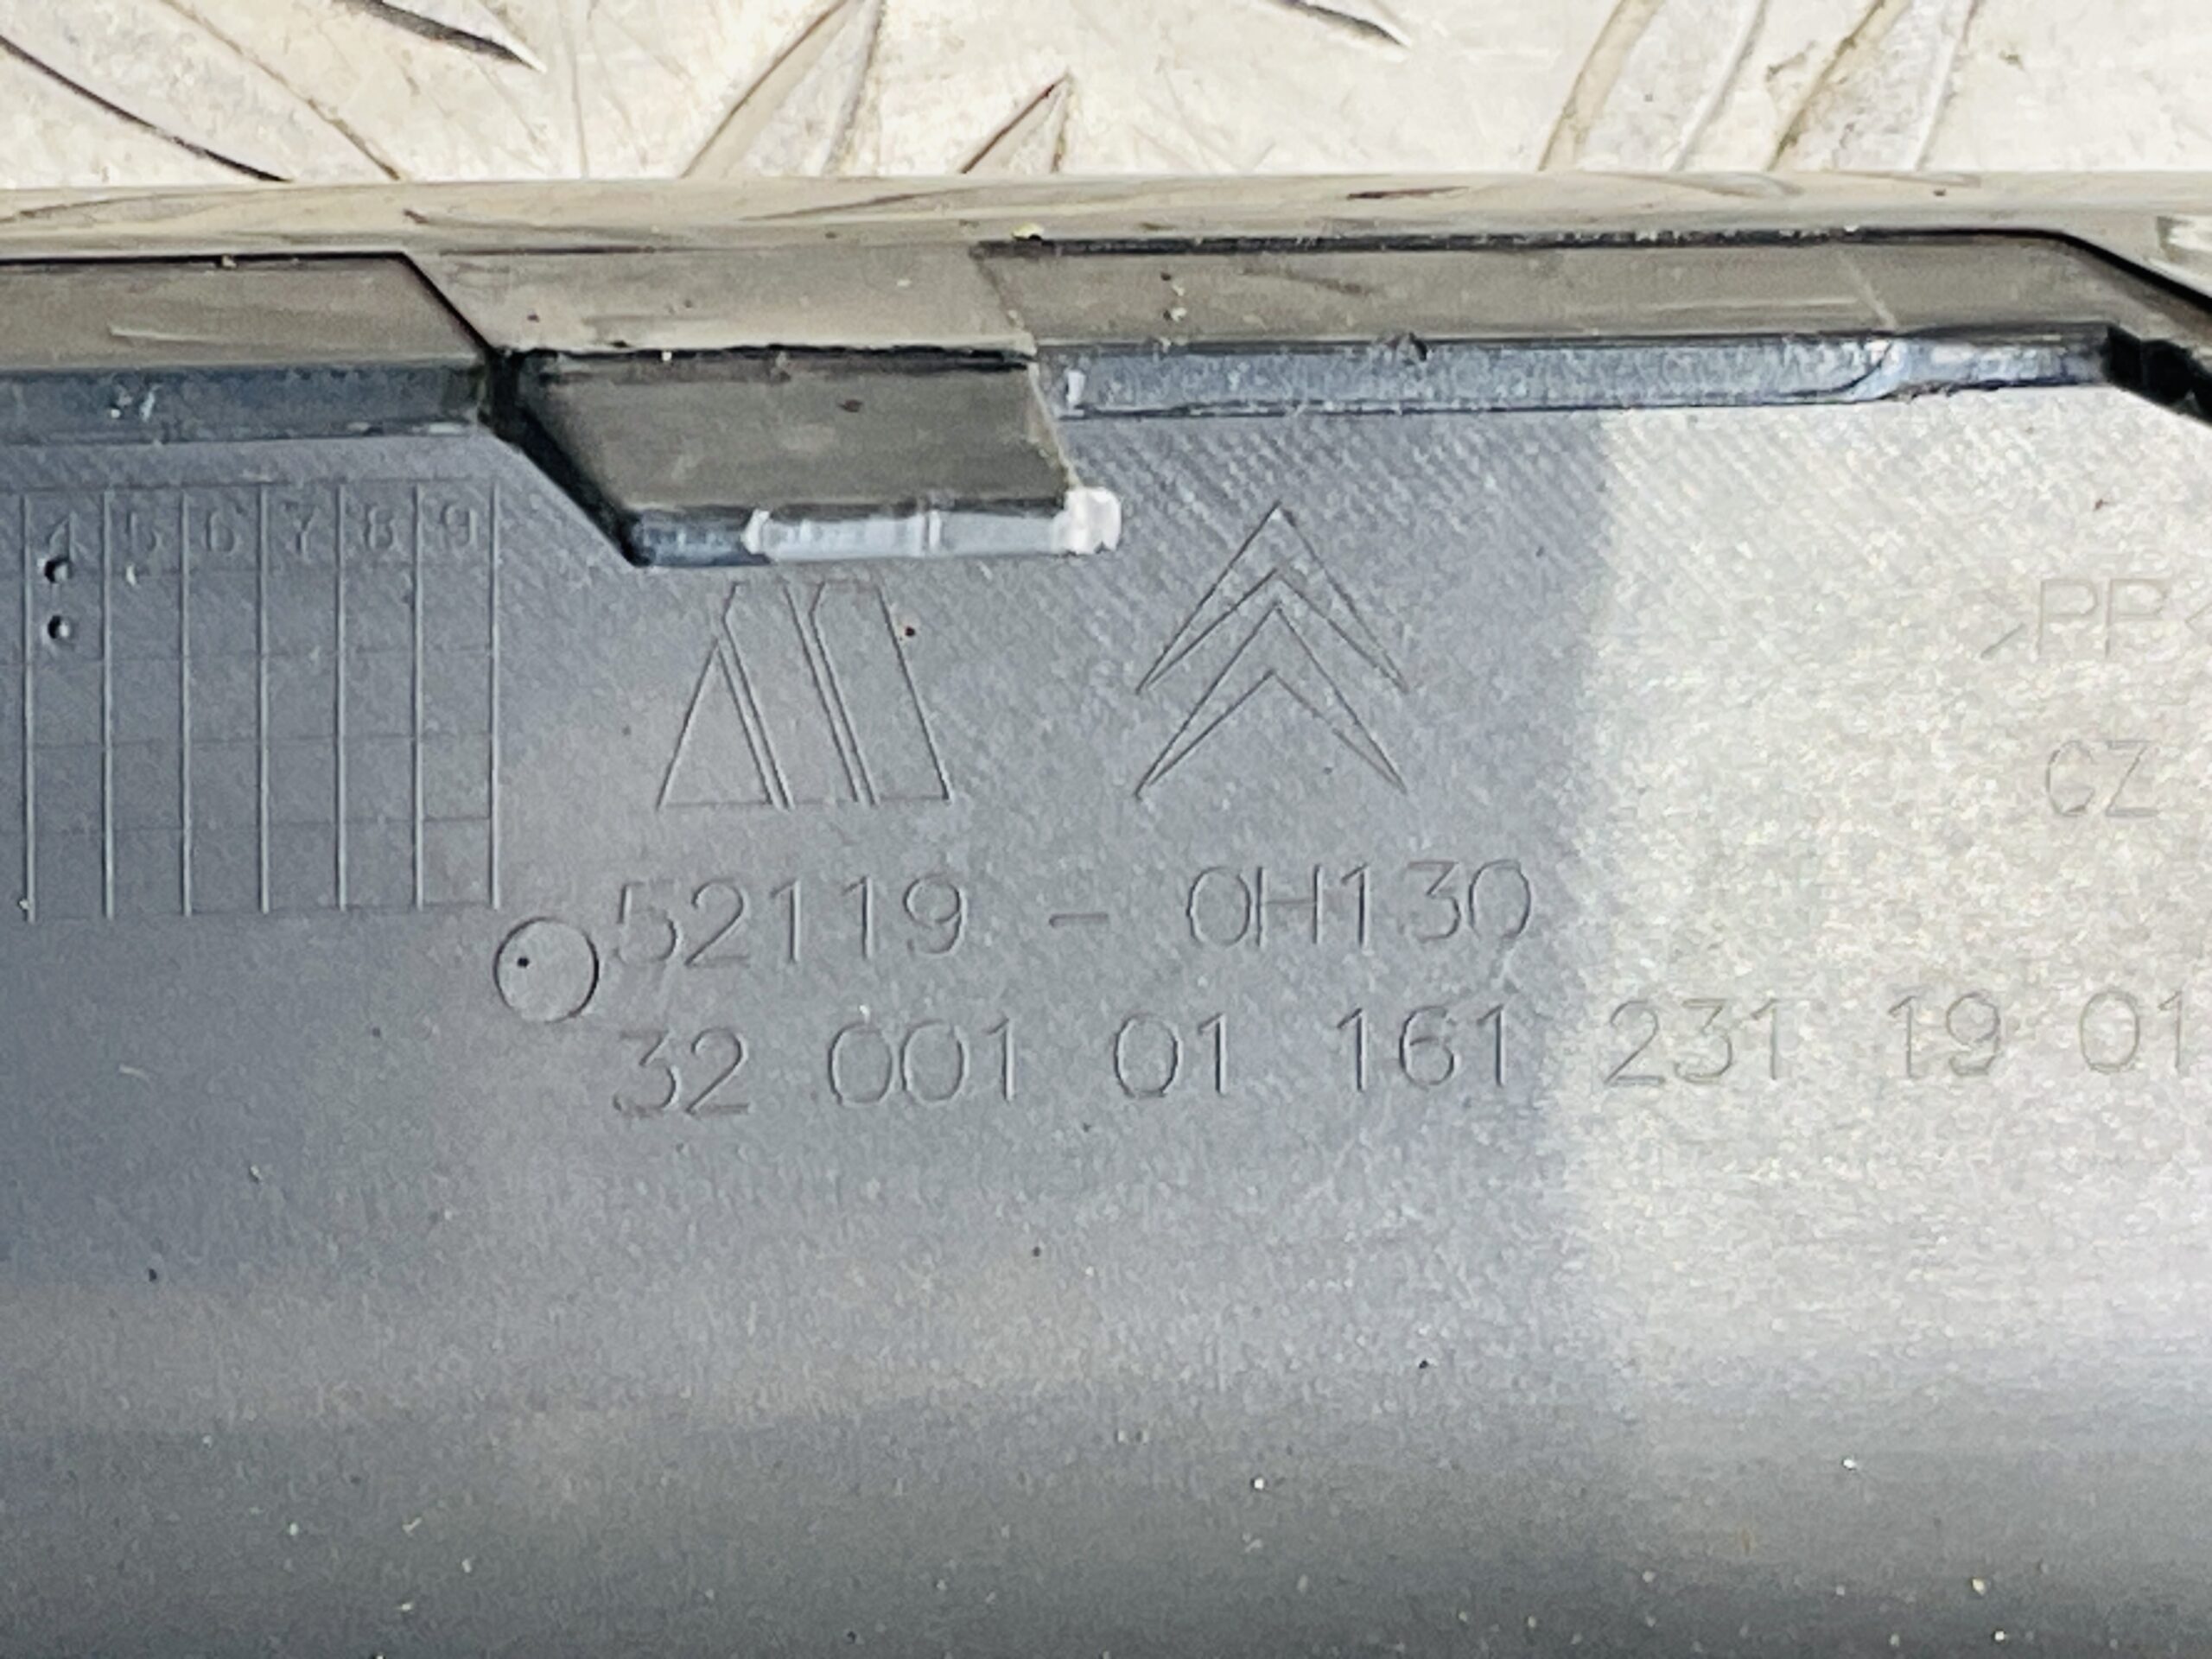 4 5 6 7 8 9
>PP<
CZ
52119 - 0H130
32 001 01 161 231 19 01